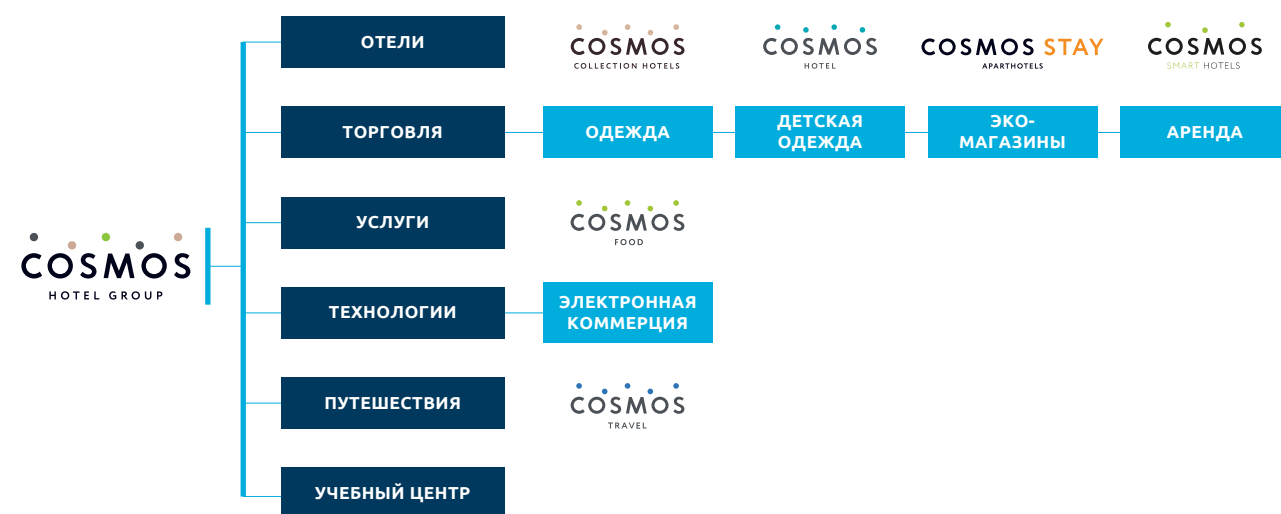 ОТЕЛИ
COSMOS
COLLECTION HOTELS
COSMOS
HOTEL
COSMOS STAY
APARTHOTELS
COSMOS
SMART HOTELS
ТОРГОВЛЯ
ОДЕЖДА
ДЕТСКАЯ
ОДЕЖДА
ЭКО-
МАГАЗИНЫ
АРЕНДА
УСЛУГИ
COSMOS
FOOD
COSMOS
HOTEL GROUP
ТЕХНОЛОГИИ
ЭЛЕКТРОННАЯ
КОММЕРЦИЯ
ПУТЕШЕСТВИЯ
COSMOS
TRAVEL
УЧЕБНЫЙ ЦЕНТР